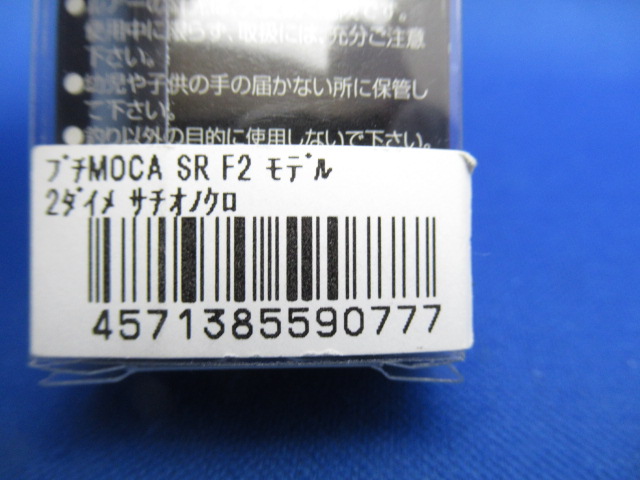 使用中に限らず、取扱には、充分ご注意
下さい。
●幼児や子供の手の届かない所に保管し
て下さい。
●釣り以外の目的に使用しないで下さい。
プチMOCA SR F2 モデル
2ダイメ サチオノクロ
4571385590777